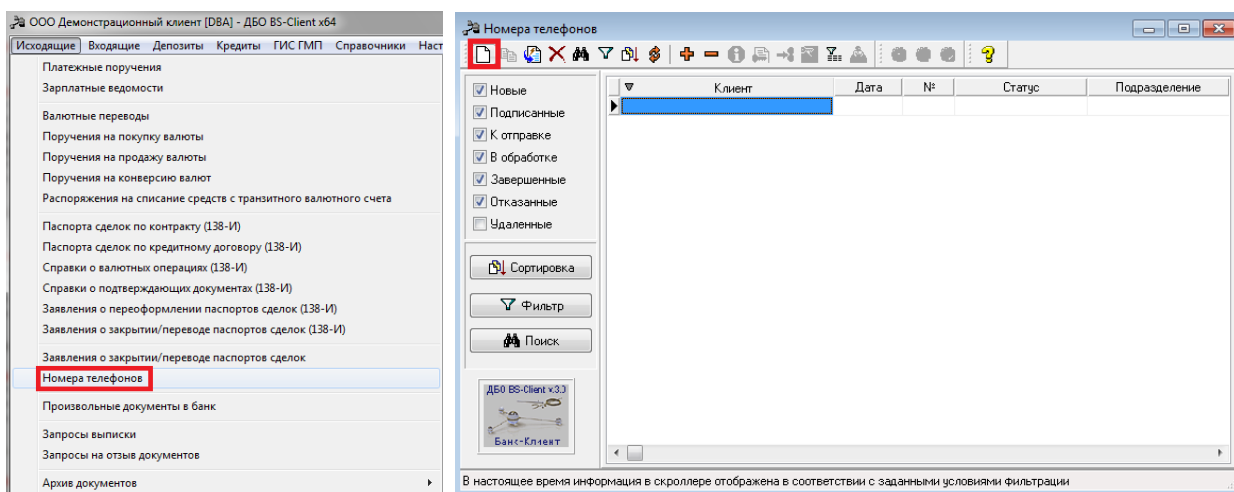 ООО Демонстрационный клиент [DBA] - ДБО BS-Client x64
Исходящие Входящие Депозиты Кредиты ГИС ГМП Справочники Наст
Платежные поручения
Зарплатные ведомости
Валютные переводы
Поручения на покупку валюты
Поручения на продажу валюты
Поручения на конверсию валют
Распоряжения на списание средств с транзитного валютного счета
Паспорта сделок по контракту (138-И)
Паспорта сделок по кредитному договору (138-И)
Справки о валютных операциях (138-И)
Справки о подтверждающих документах (138-И)
Заявления о переоформлении паспортов сделок (138-И)
Заявления о закрытии/переводе паспортов сделок (138-И)
Заявления о закрытии/переводе паспортов сделок
Номера телефонов
Произвольные документы в банк
Запросы выписки
Запросы на отзыв документов
Архив документов
Номера телефонов
Новые
Подписанные
К отправке
В обработке
Завершенные
Отказанные
Удаленные
Сортировка
Фильтр
Поиск
ДБО BS-Client v.3.0
Банк-Клиент
Клиент Дата № Статус Подразделение
В настоящее время информация в скроллере отображена в соответствии с заданными условиями фильтрации